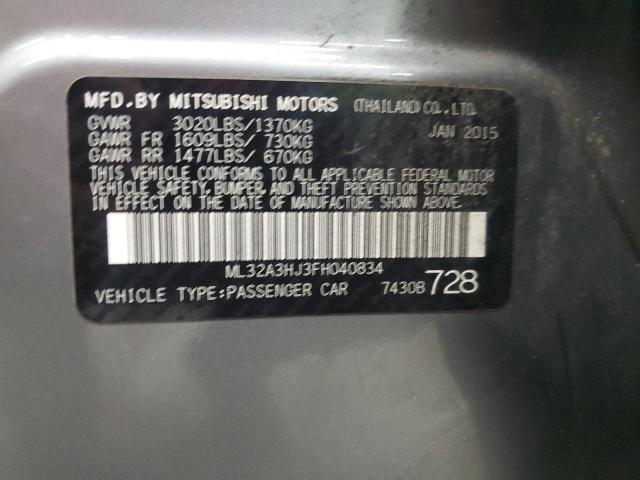 MFD.BY MITSUBISHI MOTORS (THAILAND)CO.,LTD.
GVWR 3020LBS/1370KG JAN 2015
GAWR FR 1609LBS/ 730KG
GAWR RR 1477LBS/ 670KG
THIS VEHICLE CONFORMS TO ALL APPLICABLE FEDERAL MOTOR
VEHICLE SAFETY, BUMPER, AND THEFT PREVENTION STANDARDS
IN EFFECT ON THE DATE OF MANUFACTURE SHOWN ABOVE.
ML32A3HJ3FH040834
VEHICLE TYPE:PASSENGER CAR 7430B 728